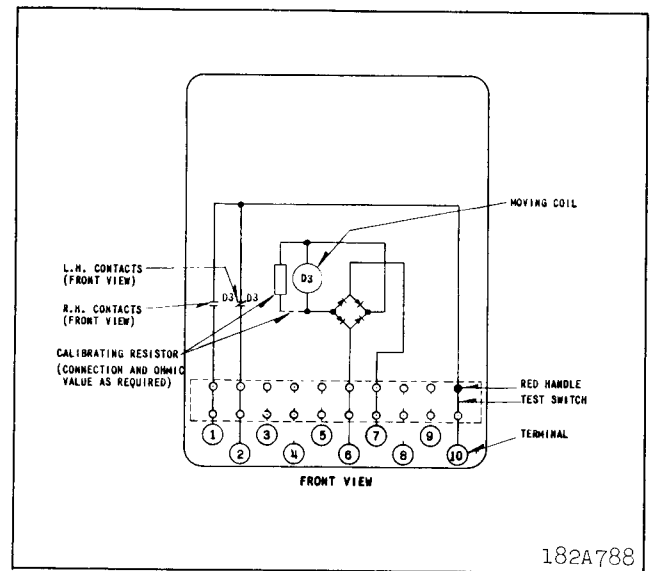 MOVING COIL
L.H. CONTACTS
(FRONT VIEW)
D3
D3
D3
R.H. CONTACTS
(FRONT VIEW)
CALIBRATING RESISTOR
(CONNECTION AND OHMIC
VALUE AS REQUIRED)
RED HANDLE
TEST SWITCH
TERMINAL
1
2
3
4
5
6
7
8
9
10
FRONT VIEW
182A788